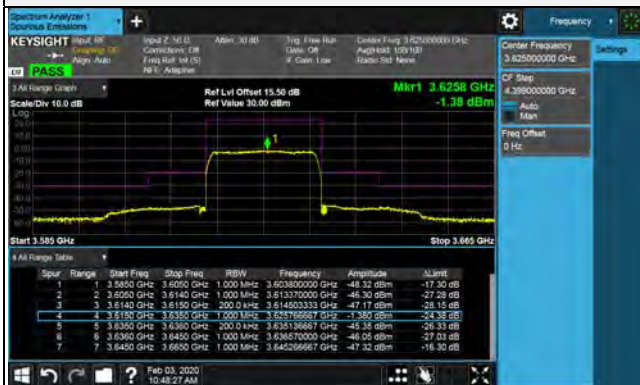 Spectrum Analyzer 1
Spurious Emissions
+
Frequency
KEYSIGHT
Input: RF
Coupling: DC
Align: Auto
Input Z: 50 Ω
Corrections: Off
Freq Ref: Int (S)
NFE: Adaptive
Atten: 30 dB
Trig: Free Run
Gate: Off
IF Gain: Low
Center Freq: 3.625000000 GHz
Avg|Hold: 100/100
Radio Std: None
PASS
Center Frequency
3.625000000 GHz
Settings
CF Step
4.399000000 GHz
Auto
Man
Freq Offset
0 Hz
3 All Range Graph
Scale/Div 10.0 dB
Ref Lvl Offset 15.50 dB
Ref Value 30.00 dBm
Mkr1 3.6258 GHz
-1.38 dBm
Log
1
Start 3.585 GHz
Stop 3.665 GHz
All Range Table
Spur Range Start Freq Stop Freq RBW Frequency Amplitude ΔLimit
1 1 3.5850 GHz 3.6050 GHz 1.000 MHz 3.603800000 GHz -48.32 dBm -17.30 dB
2 2 3.6050 GHz 3.6140 GHz 1.000 MHz 3.613370000 GHz -46.30 dBm -27.28 dB
3 3 3.6140 GHz 3.6150 GHz 200.0 kHz 3.614803333 GHz -47.17 dBm -28.15 dB
4 4 3.6150 GHz 3.6350 GHz 1.000 MHz 3.625766667 GHz -1.380 dBm -24.38 dB
5 5 3.6350 GHz 3.6360 GHz 200.0 kHz 3.635136667 GHz -45.35 dBm -26.33 dB
6 6 3.6360 GHz 3.6450 GHz 1.000 MHz 3.636570000 GHz -46.05 dBm -27.03 dB
7 7 3.6450 GHz 3.6650 GHz 1.000 MHz 3.645266667 GHz -47.32 dBm -16.30 dB
?
Feb 03, 2020
10:48:27 AM